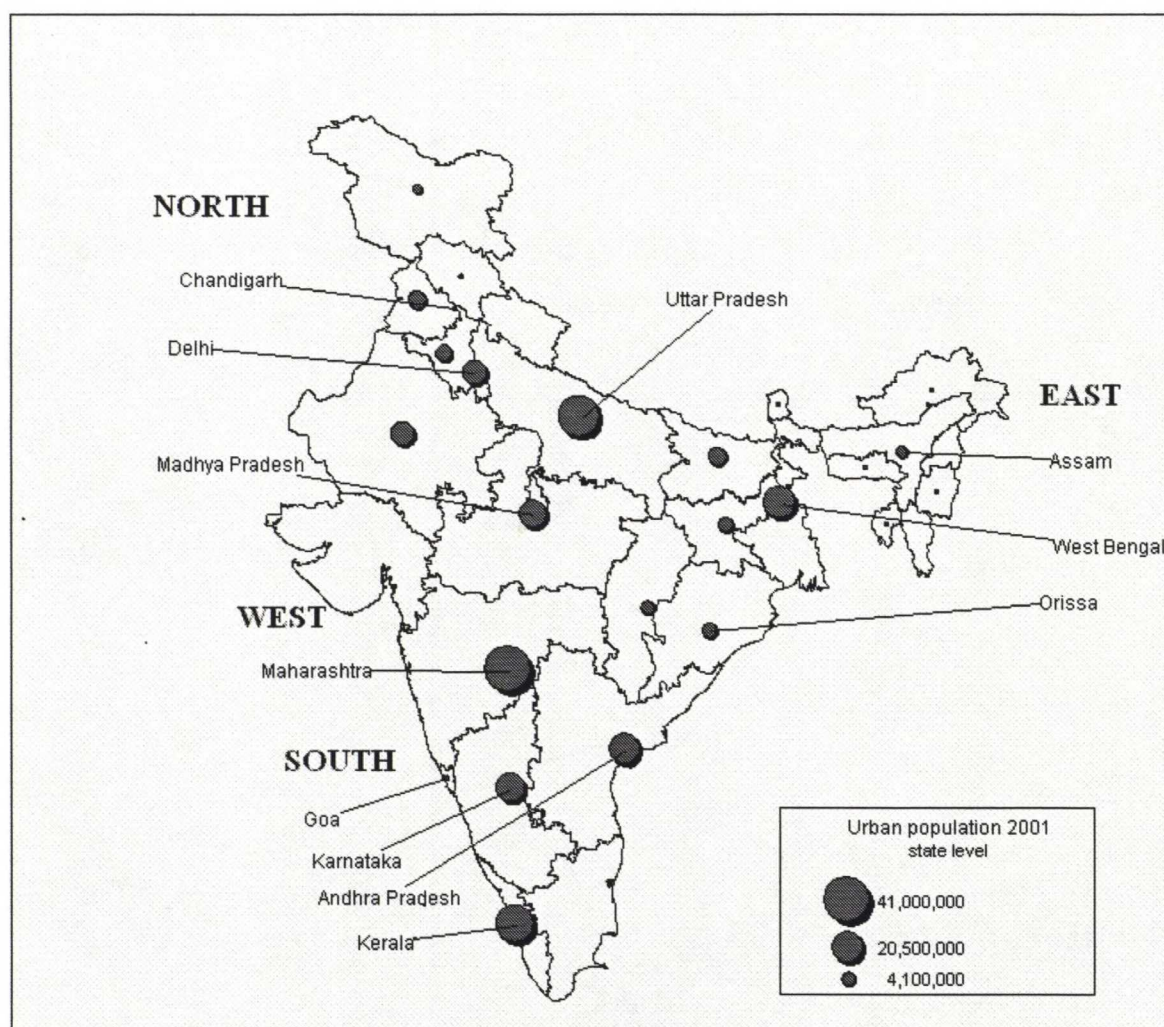 NORTH
Chandigarh
Uttar Pradesh
Delhi
EAST
Madhya Pradesh
Assam
West Bengal
Orissa
WEST
Maharashtra
SOUTH
Goa
Karnataka
Andhra Pradesh
Kerala
Urban population 2001
state level
41,000,000
20,500,000
4,100,000